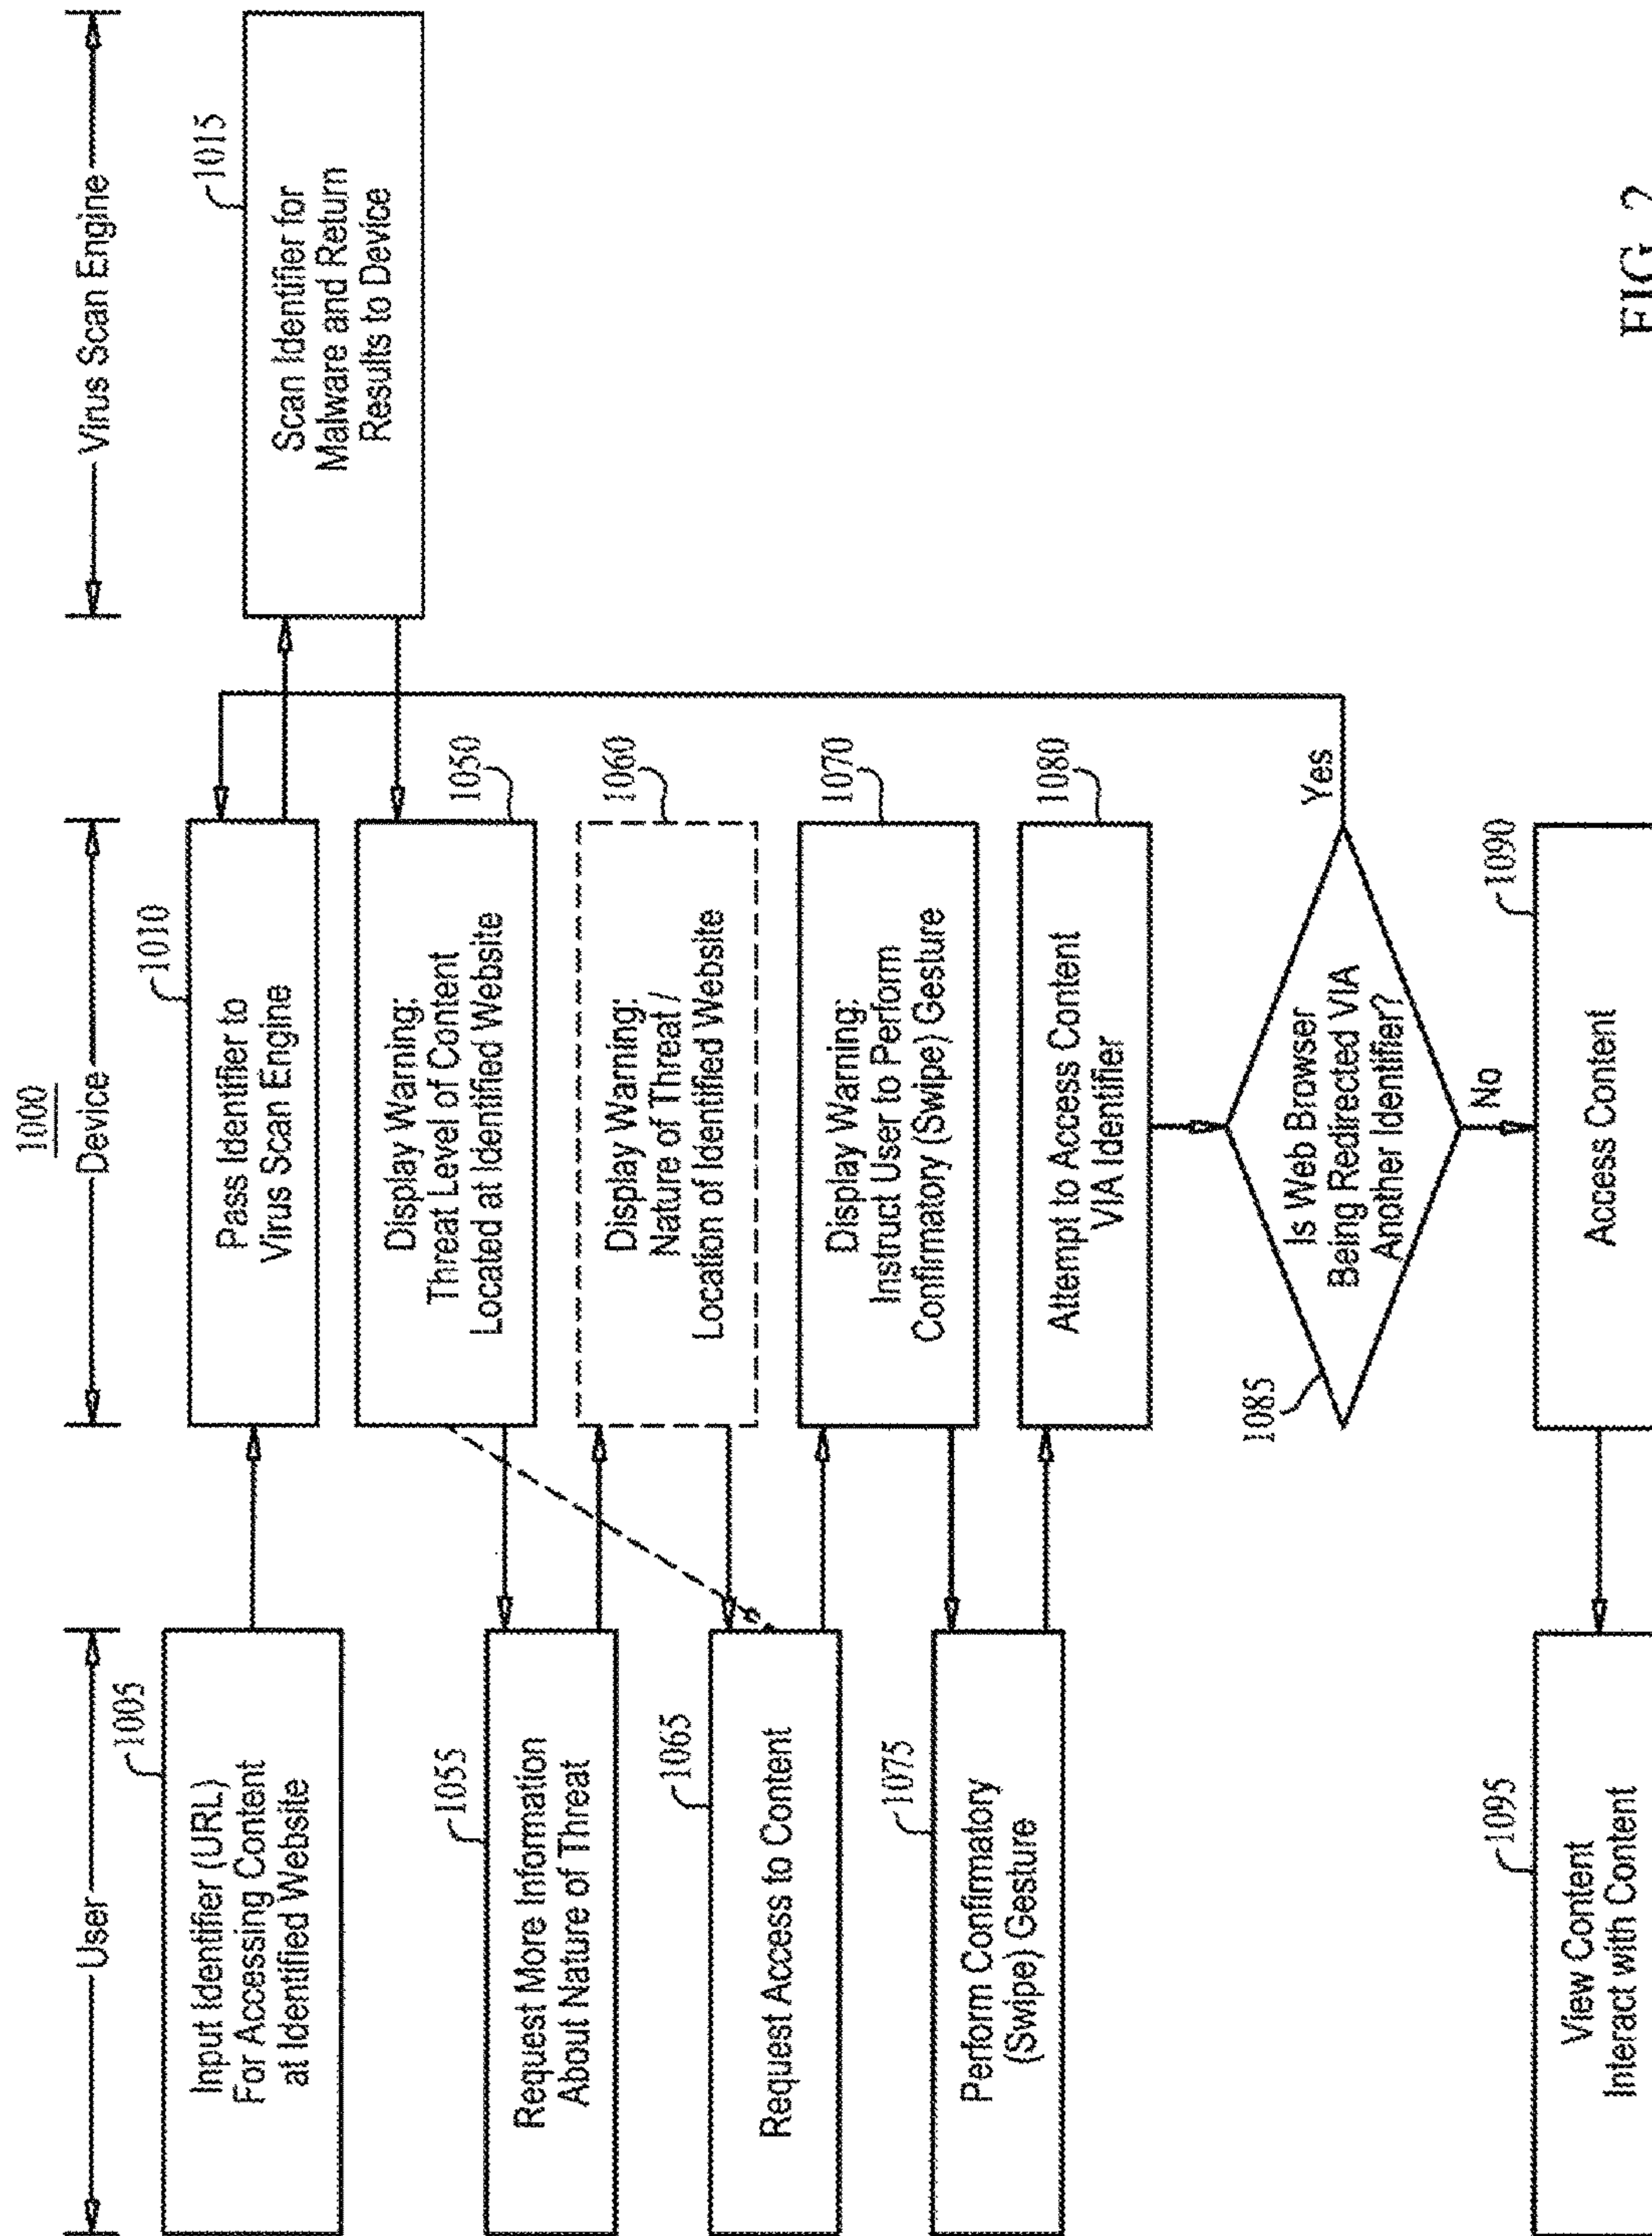 1000
User
Device
Virus Scan Engine
1005
Input Identifier (URL)
For Accessing Content
at Identified Website
1010
Pass Identifier to
Virus Scan Engine
1015
Scan Identifier for
Malware and Return
Results to Device
1050
Display Warning:
Threat Level of Content
Located at Identified Website
1055
Request More Information
About Nature of Threat
1060
Display Warning:
Nature of Threat /
Location of Identified Website
1065
Request Access to Content
1070
Display Warning:
Instruct User to Perform
Confirmatory (Swipe) Gesture
1075
Perform Confirmatory
(Swipe) Gesture
1080
Attempt to Access Content
VIA Identifier
1085
Is Web Browser
Being Redirected VIA
Another Identifier?
Yes
No
1090
Access Content
1095
View Content
Interact with Content
FIG. 2